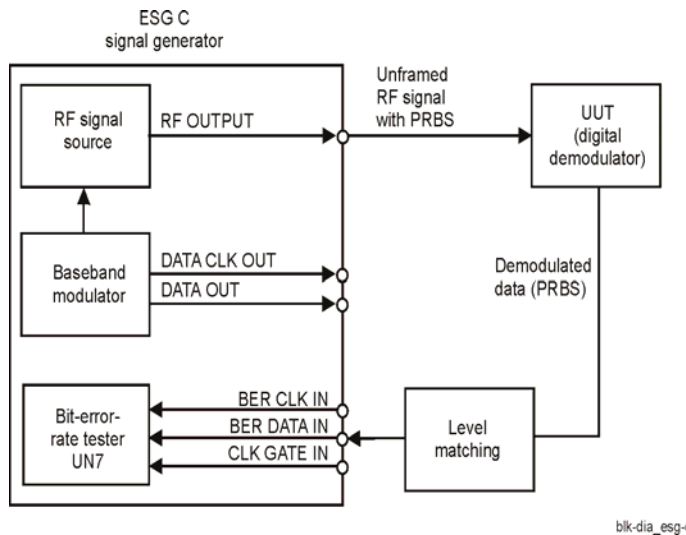 ESG C
signal generator
RF signal
source
RF OUTPUT
Unframed
RF signal
with PRBS
UUT
(digital
demodulator)
Baseband
modulator
DATA CLK OUT
DATA OUT
Demodulated
data (PRBS)
Bit-error-
rate tester
UN7
BER CLK IN
BER DATA IN
CLK GATE IN
Level
matching
blk-dia_esg-